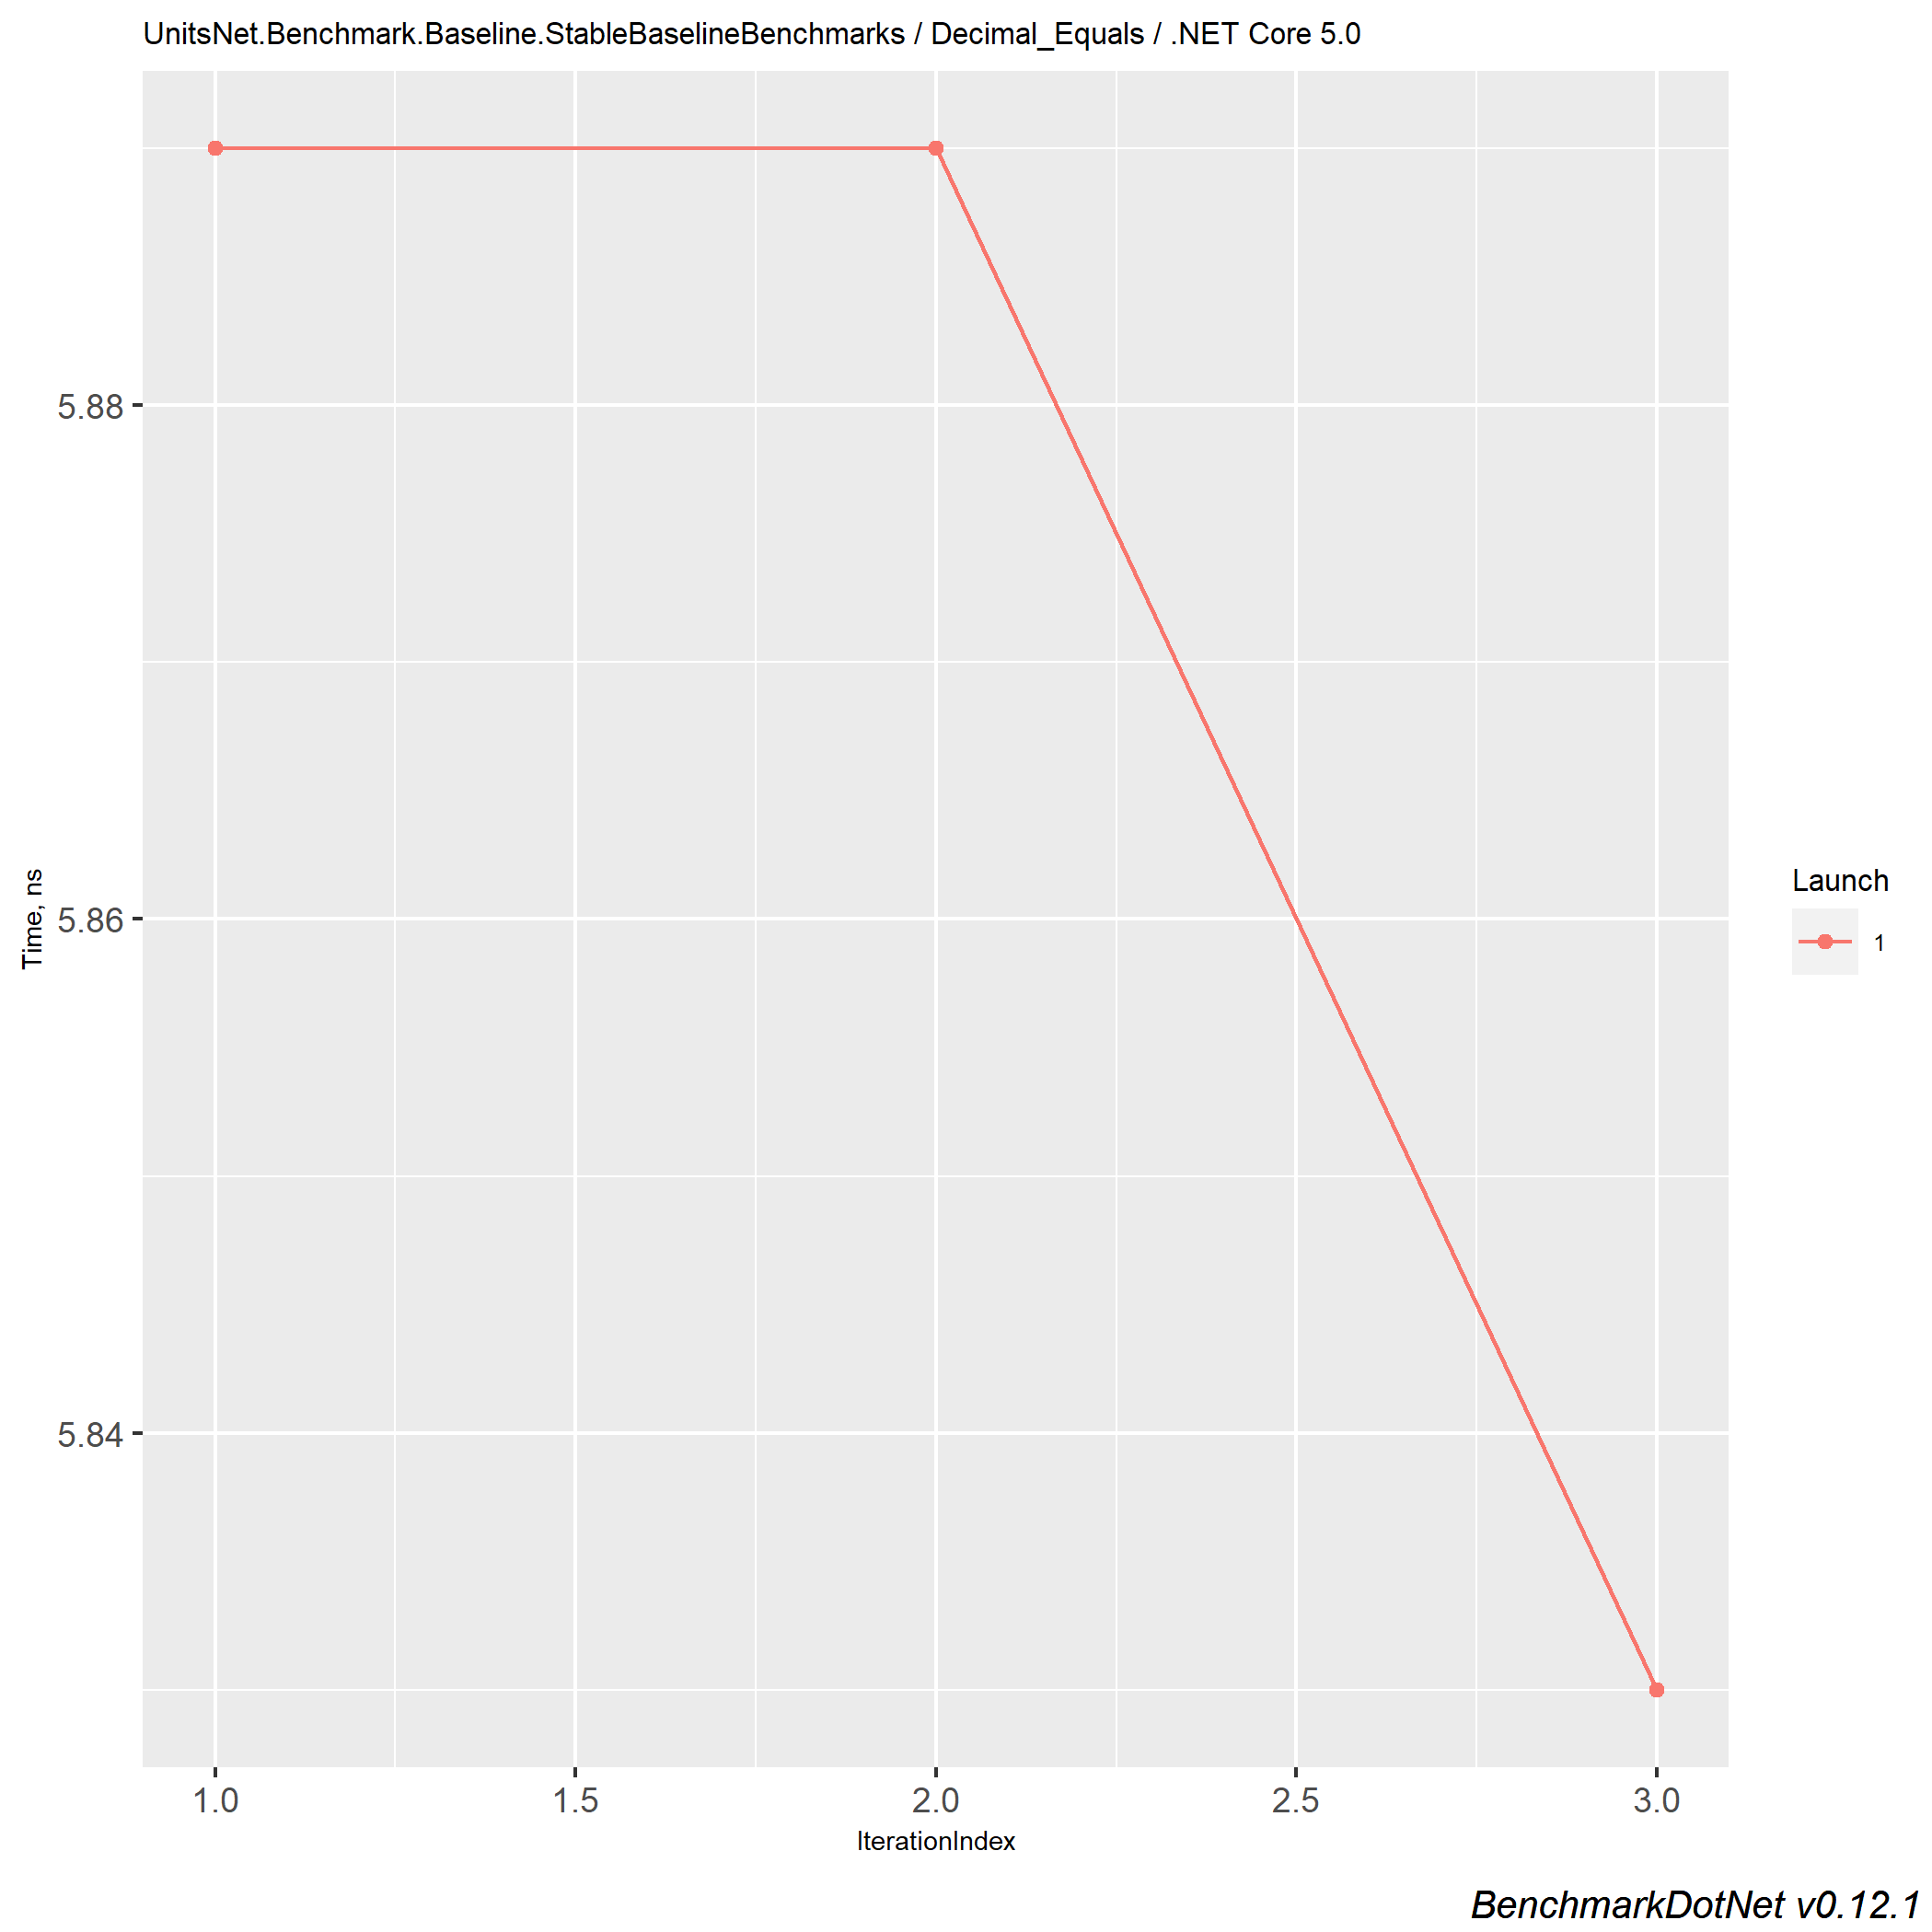 UnitsNet.Benchmark.Baseline.StableBaselineBenchmarks / Decimal_Equals / .NET Core 5.0
5.88
5.86
5.84
Time, ns
1.0 1.5 2.0 2.5 3.0
IterationIndex
Launch
1
BenchmarkDotNet v0.12.1